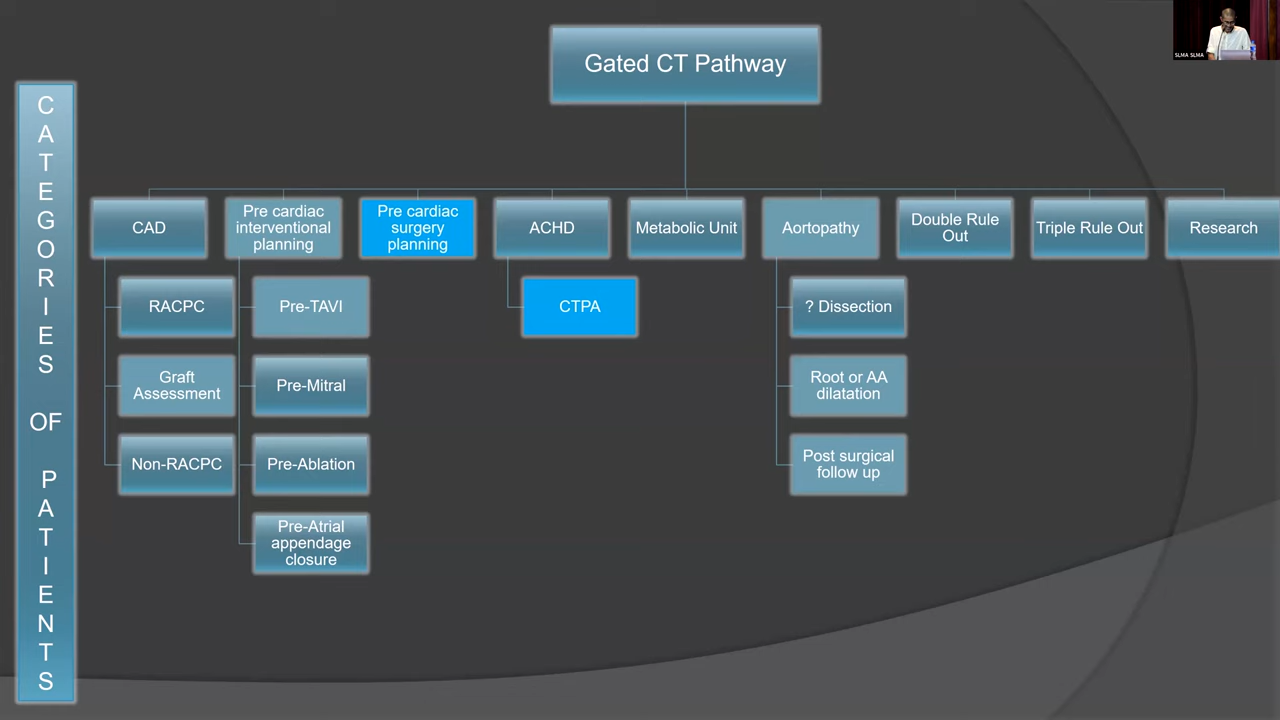 Gated CT Pathway
SLMA SLMA
CATEGORIES
OF
PATIENTS
CAD
Pre cardiac
interventional
planning
Pre cardiac
surgery
planning
ACHD
Metabolic Unit
Aortopathy
Double Rule
Out
Triple Rule Out
Research
RACPC
Graft
Assessment
Non-RACPC
Pre-TAVI
Pre-Mitral
Pre-Ablation
Pre-Atrial
appendage
closure
CTPA
? Dissection
Root or AA
dilatation
Post surgical
follow up